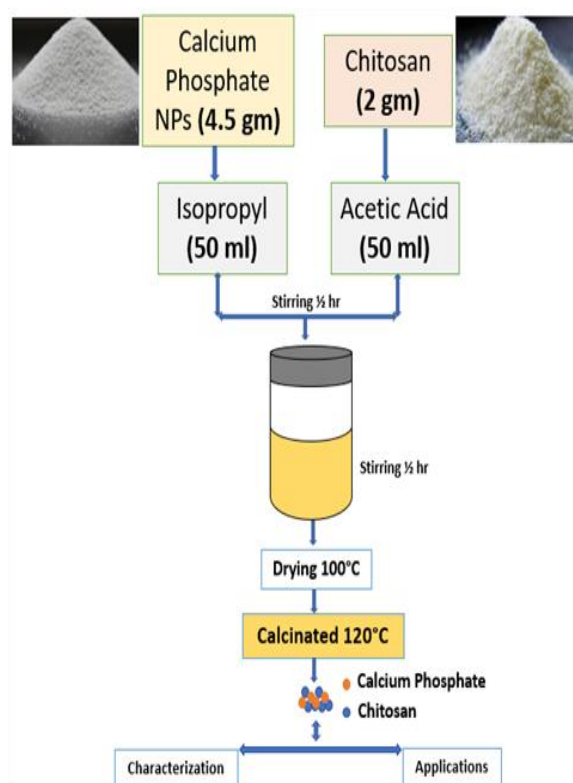 Calcium
Phosphate
NPs (4.5 gm)
Chitosan
(2 gm)
Isopropyl
(50 ml)
Acetic Acid
(50 ml)
Stirring ½ hr
Stirring ½ hr
Drying 100°C
Calcinated 120°C
Calcium Phosphate
Chitosan
Characterization
Applications